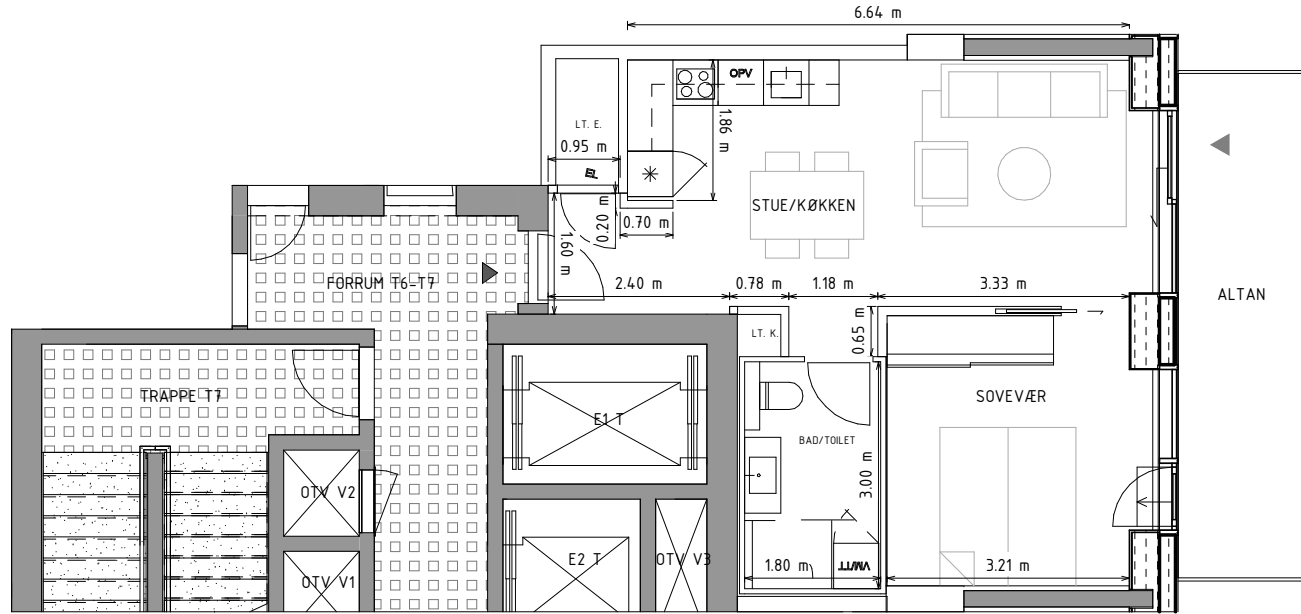 6.64 m
OPV
LT. E.
0.95 m
1.86 m
STUE/KØKKEN
0.20 m
0.70 m
1.60 m
FORRUM T6-T7
2.40 m
0.78 m
1.18 m
3.33 m
ALTAN
LT. K.
0.65 m
TRAPPE T7
E1 T
SOVEVÆR
BAD/TOILET
3.00 m
OTV V2
E2 T
OTV V3
1.80 m
VM/TT
3.21 m
OTV V1